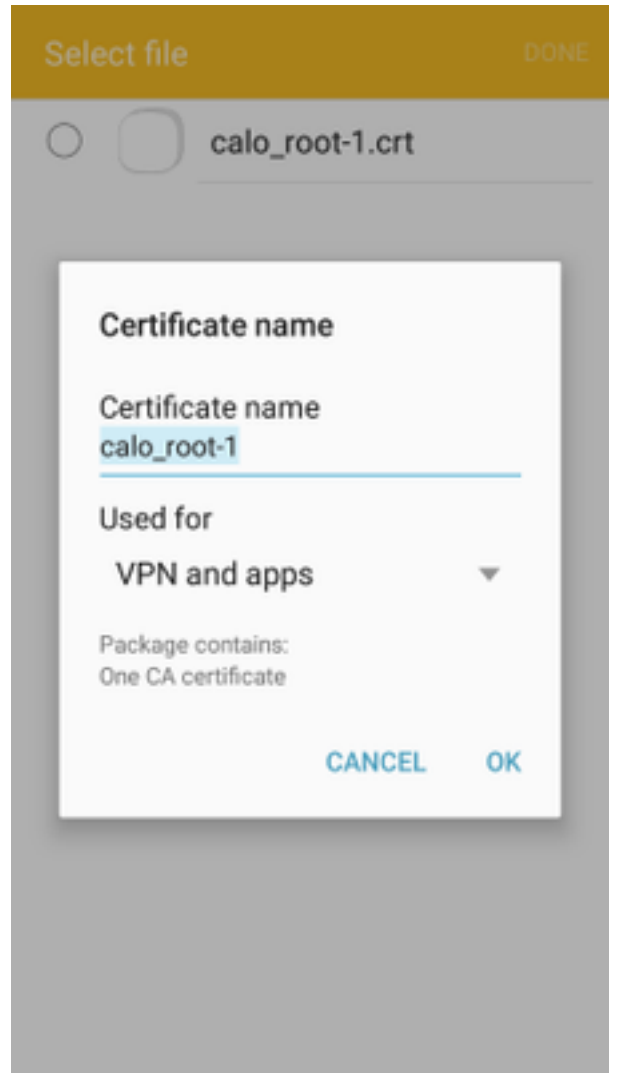 Select file DONE
calo_root-1.crt
Certificate name
Certificate name
calo_root-1
Used for
VPN and apps
Package contains:
One CA certificate
CANCEL OK